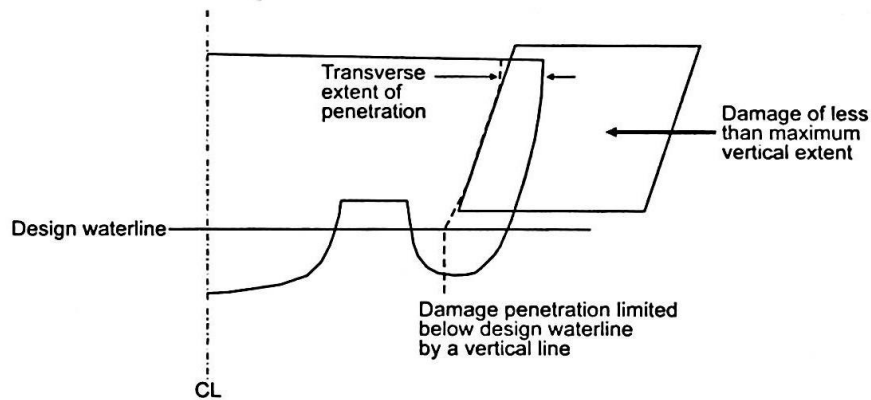 Transverse
extent of
penetration
Damage of less
than maximum
vertical extent
Design waterline
Damage penetration limited
below design waterline
by a vertical line
CL